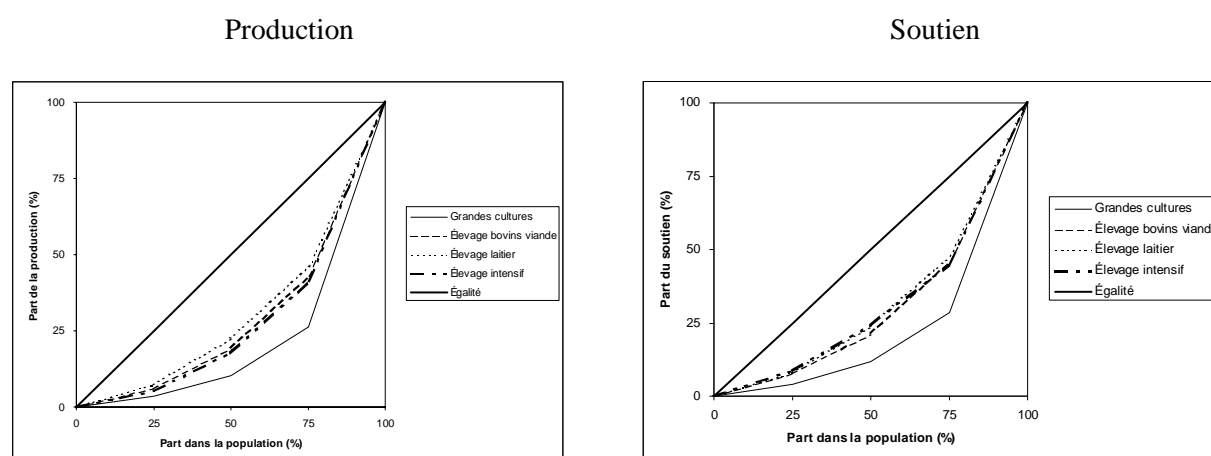 Production
Soutien
100
75
50
25
0
0 25 50 75 100
Part de la production (%)
Part dans la population (%)
Grandes cultures
Élevage bovins viande
Élevage laitier
Élevage intensif
Égalité
100
75
50
25
0
0 25 50 75 100
Part du soutien (%)
Part dans la population (%)
Grandes cultures
Élevage bovins viande
Élevage laitier
Élevage intensif
Égalité